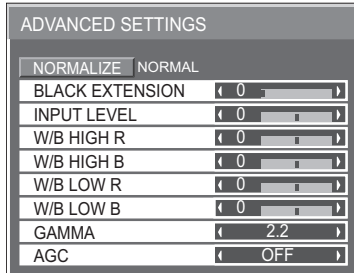 ADVANCED SETTINGS
NORMALIZE NORMAL
BLACK EXTENSION 0
INPUT LEVEL 0
W/B HIGH R 0
W/B HIGH B 0
W/B LOW R 0
W/B LOW B 0
GAMMA 2.2
AGC OFF